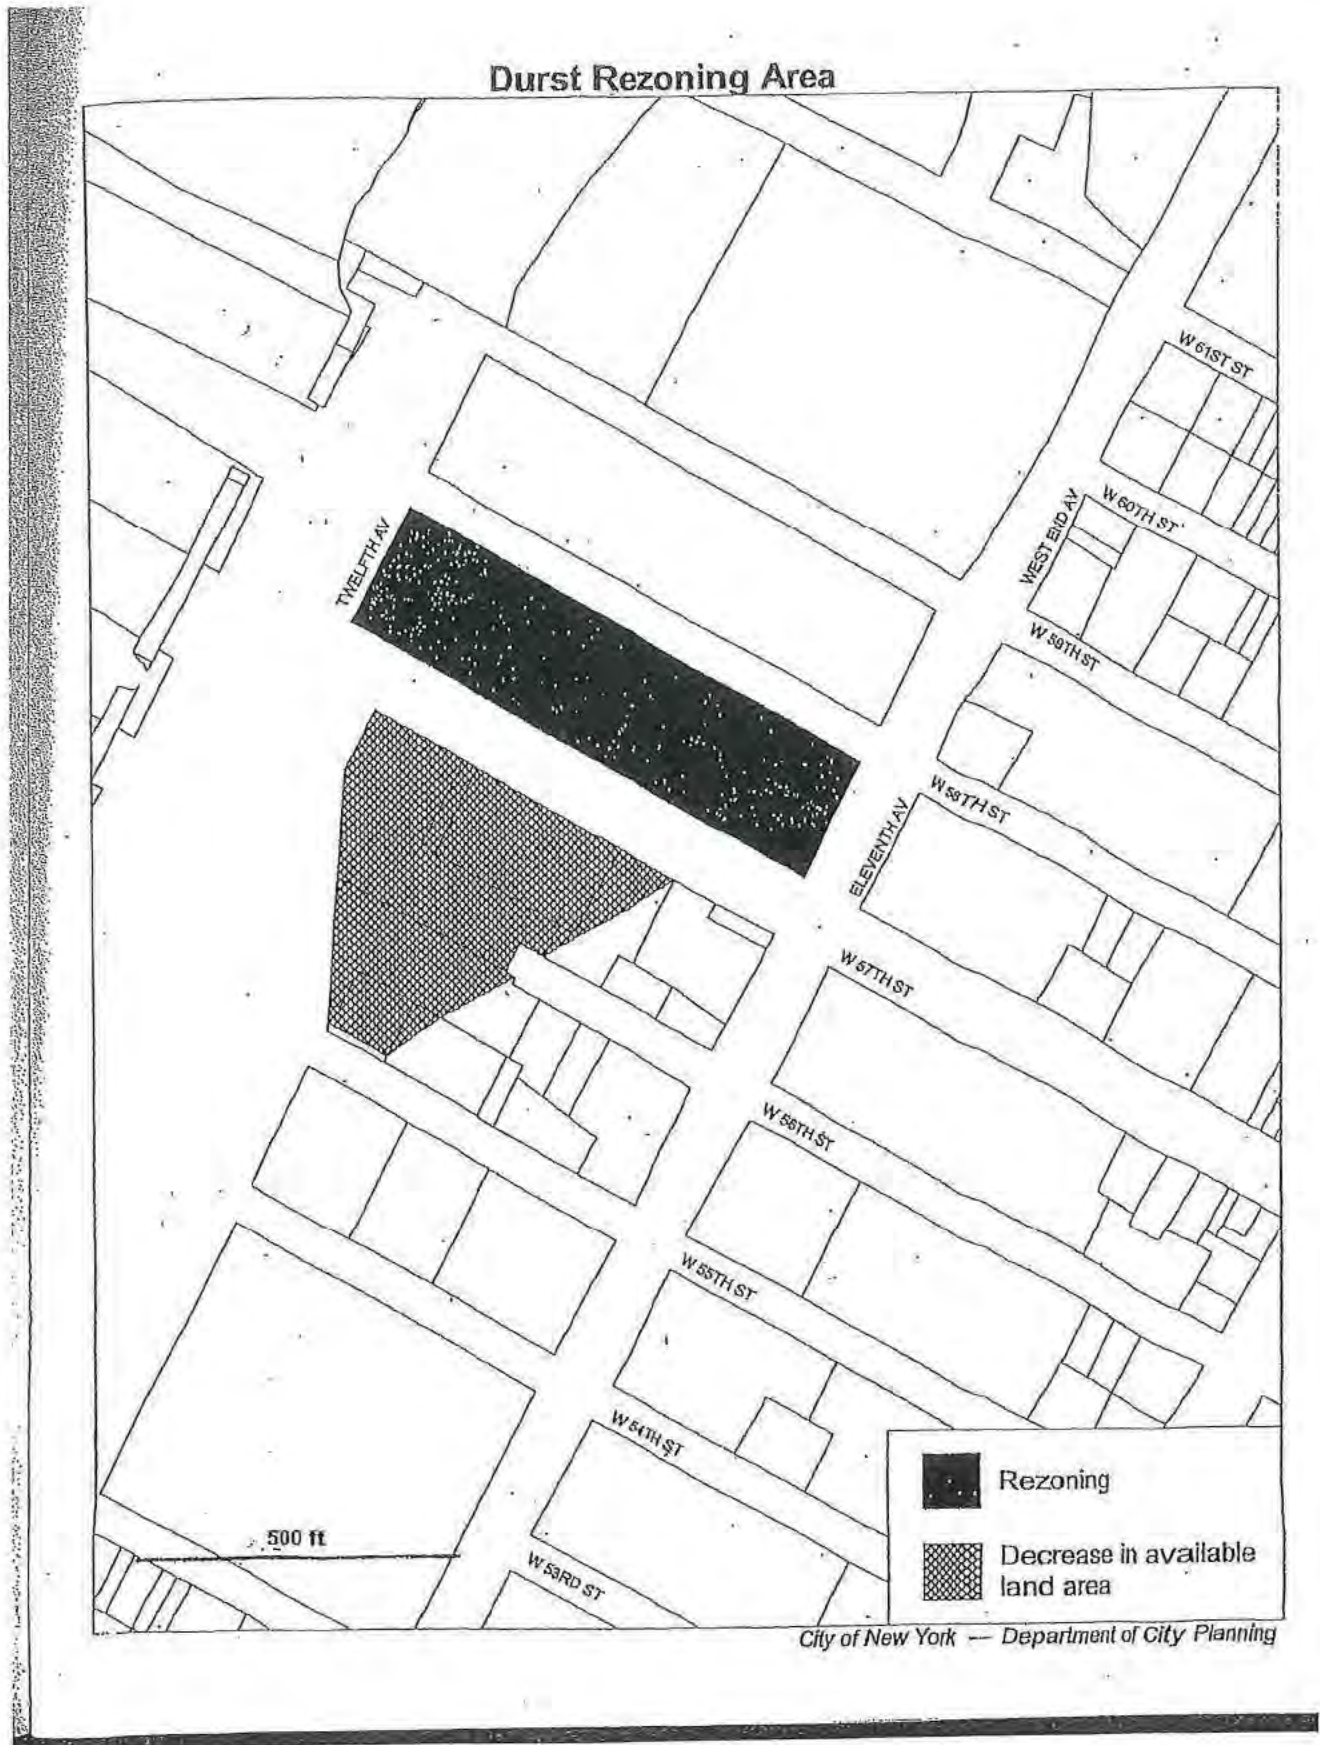 Durst Rezoning Area
W 61ST ST
W 60TH ST
WEST END AV
TWELFTH AV
W 59TH ST
W 58TH ST
ELEVENTH AV
W 57TH ST
W 56TH ST
W 55TH ST
W 54TH ST
W 53RD ST
500 ft
Rezoning
Decrease in available
land area
City of New York — Department of City Planning